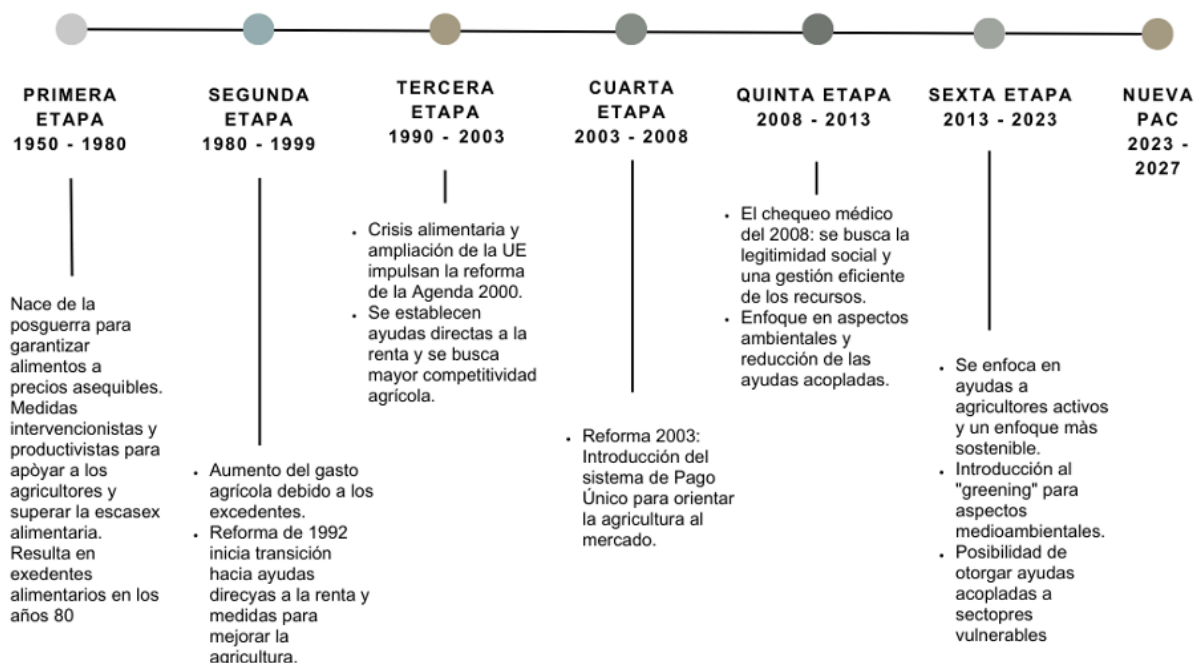 PRIMERA
ETAPA
1950 - 1980
Nace de la
posguerra para
garantizar
alimentos a
precios asequibles.
Medidas
intervencionistas y
productivistas para
apòyar a los
agricultores y
superar la escasex
alimentaria.
Resulta en
exedentes
alimentarios en los
años 80
SEGUNDA
ETAPA
1980 - 1999
• Aumento del gasto
agrícola debido a los
excedentes.
• Reforma de 1992
inicia transición
hacia ayudas
direcyas a la renta y
medidas para
mejorar la
agricultura.
TERCERA
ETAPA
1990 - 2003
• Crisis alimentaria y
ampliación de la UE
impulsan la reforma
de la Agenda 2000.
• Se establecen
ayudas directas a la
renta y se busca
mayor competitividad
agrícola.
CUARTA
ETAPA
2003 - 2008
• Reforma 2003:
Introducción del
sistema de Pago
Único para orientar
la agricultura al
mercado.
QUINTA ETAPA
2008 - 2013
• El chequeo médico
del 2008: se busca la
legitimidad social y
una gestión eficiente
de los recursos.
• Enfoque en aspectos
ambientales y
reducción de las
ayudas acopladas.
SEXTA ETAPA
2013 - 2023
• Se enfoca en
ayudas a
agricultores activos
y un enfoque màs
sostenible.
• Introducción al
"greening" para
aspectos
medioambientales.
• Posibilidad de
otorgar ayudas
acopladas a
sectopres
vulnerables
NUEVA
PAC
2023 -
2027